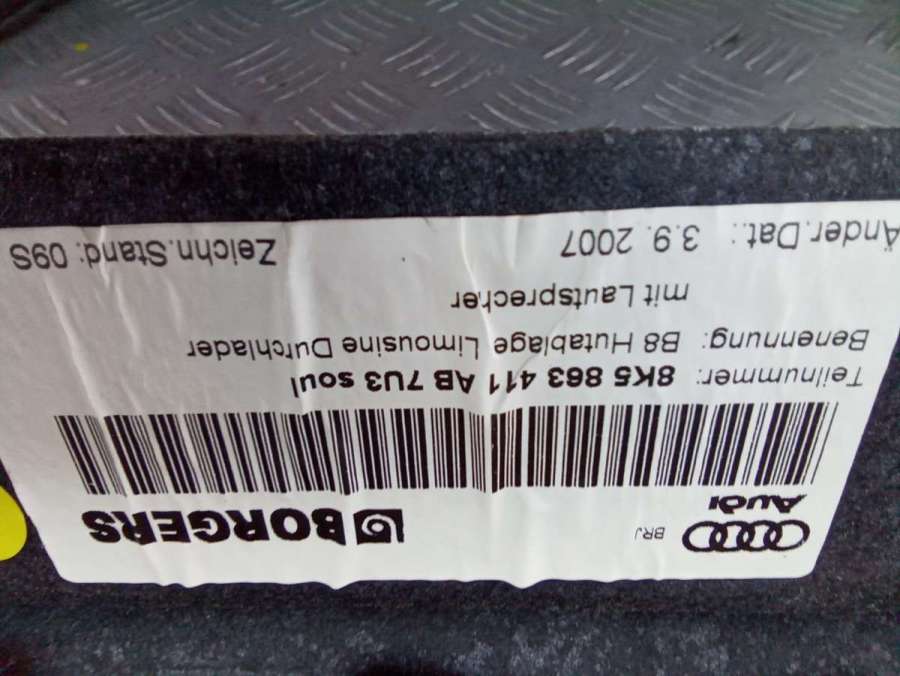 Audi BRJ BORGERS
Teilnummer: 8K5 863 411 AB 7U3 soul
Benennung: B8 Hutablage Limousine Durchlader
mit Lautsprecher
Änder.Dat.: 3.9. 2007 Zeichn.Stand: 09S